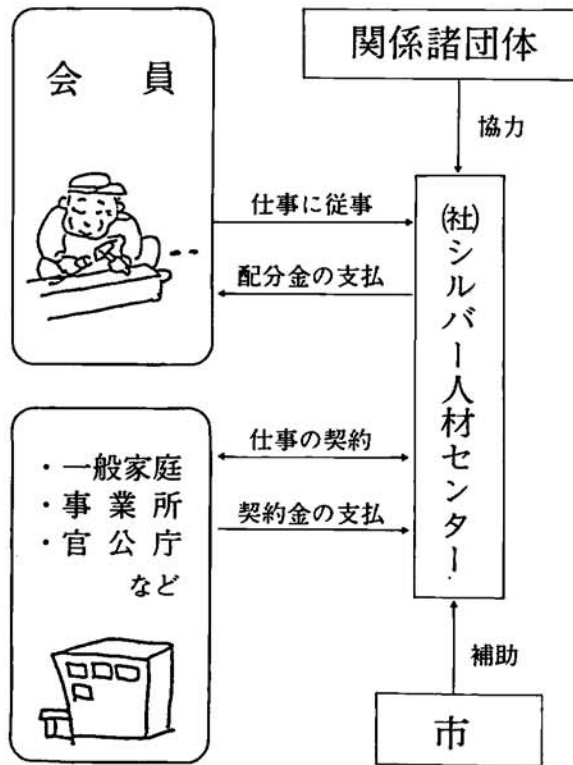 会員
関係諸団体
協力
仕事に従事
配分金の支払
㈳シルバー人材センター
・一般家庭
・事業所
・官公庁
など
仕事の契約
契約金の支払
補助
市